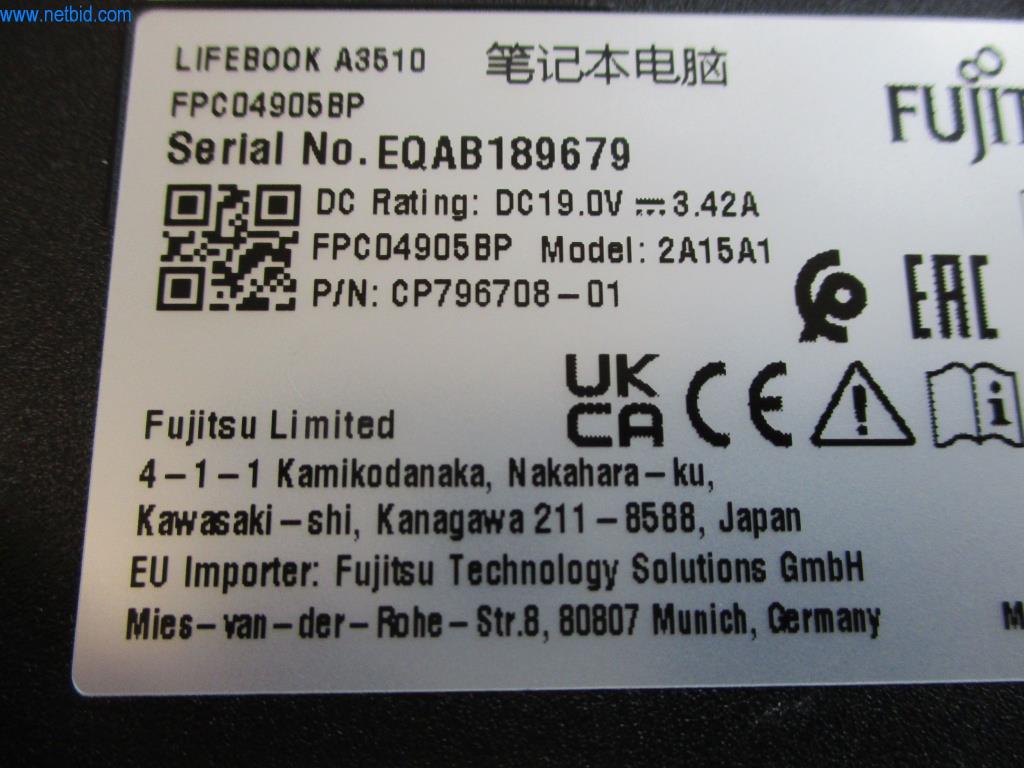 www.netbid.com
LIFEBOOK A3510 笔记本电脑
FPC04905BP
FUJIT
Serial No. EQAB189679
DC Rating: DC19.0V ⎓ 3.42A
FPC04905BP Model: 2A15A1
P/N: CP796708-01
EAC
UK
CA CE
Fujitsu Limited
4-1-1 Kamikodanaka, Nakahara-ku,
Kawasaki-shi, Kanagawa 211-8588, Japan
EU Importer: Fujitsu Technology Solutions GmbH
Mies-van-der-Rohe-Str.8, 80807 Munich, Germany M